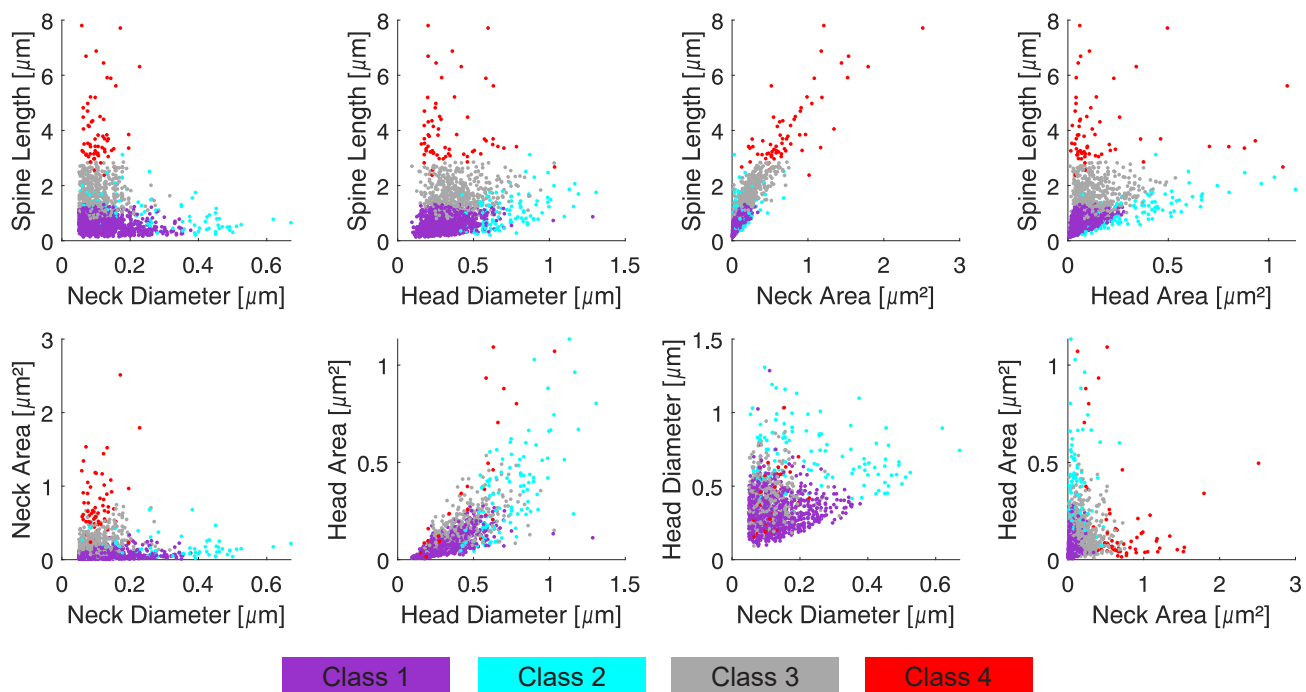 8
6
4
2
0
Spine Length [μm]
0 0.2 0.4 0.6
Neck Diameter [μm]
8
6
4
2
0
Spine Length [μm]
0 0.5 1 1.5
Head Diameter [μm]
8
6
4
2
0
Spine Length [μm]
0 1 2 3
Neck Area [μm²]
8
6
4
2
0
Spine Length [μm]
0 0.5 1
Head Area [μm²]
3
2
1
0
Neck Area [μm²]
0 0.2 0.4 0.6
Neck Diameter [μm]
1
0.5
0
Head Area [μm²]
0 0.5 1 1.5
Head Diameter [μm]
1.5
1
0.5
0
Head Diameter [μm]
0 0.2 0.4 0.6
Neck Diameter [μm]
1
0.5
0
Head Area [μm²]
0 1 2 3
Neck Area [μm²]
Class 1 Class 2 Class 3 Class 4